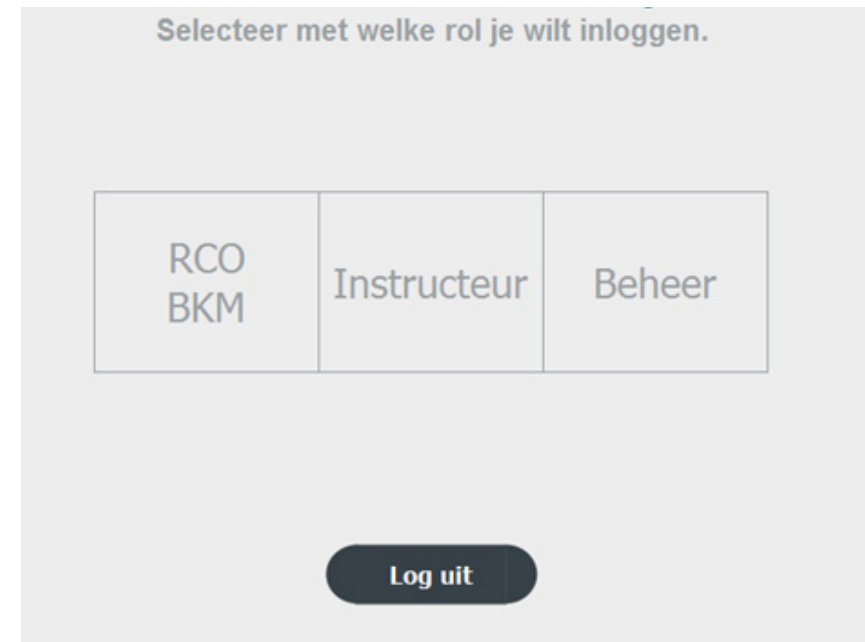 Selecteer met welke rol je wilt inloggen.
RCO
BKM
Instructeur
Beheer
Log uit